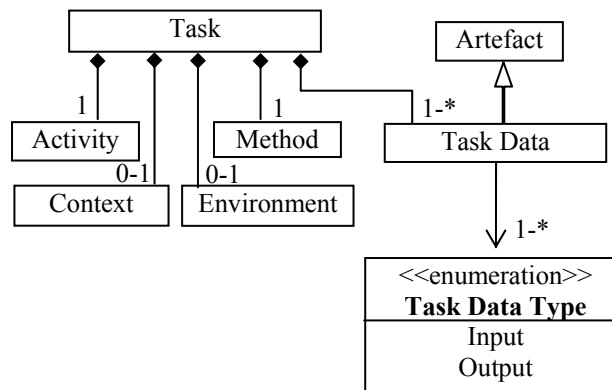 Task
Artefact
1
1
1-*
Activity
Method
Task Data
0-1
0-1
Context
Environment
1-*
<<enumeration>>
Task Data Type
Input
Output